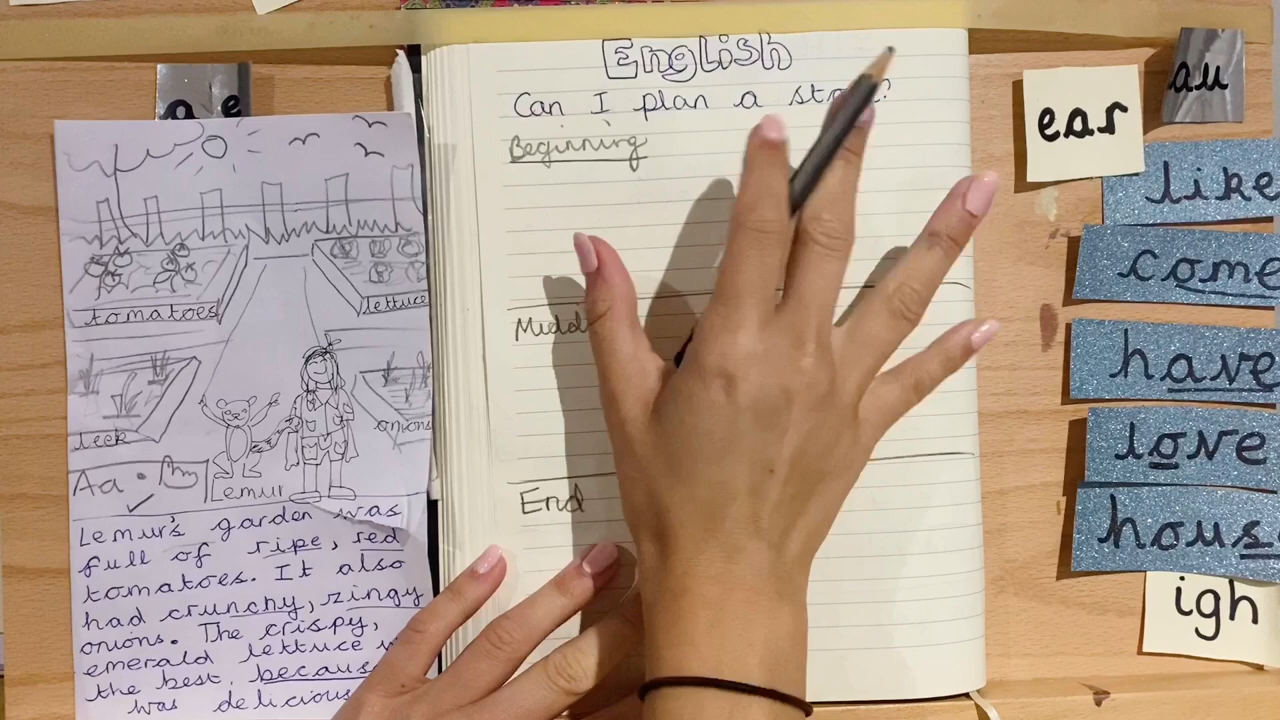 English
Can I plan a
Beginning
End
a e
tomatoes
lettuce
leek
onions
Aa .
Lemur
Lemur's garden was
full of ripe, red
tomatoes. It also
had crunchy, zingy
onions. The crispy,
emerald lettuce
the best, because
was delicious
ear
au
like
come
have
love
igh